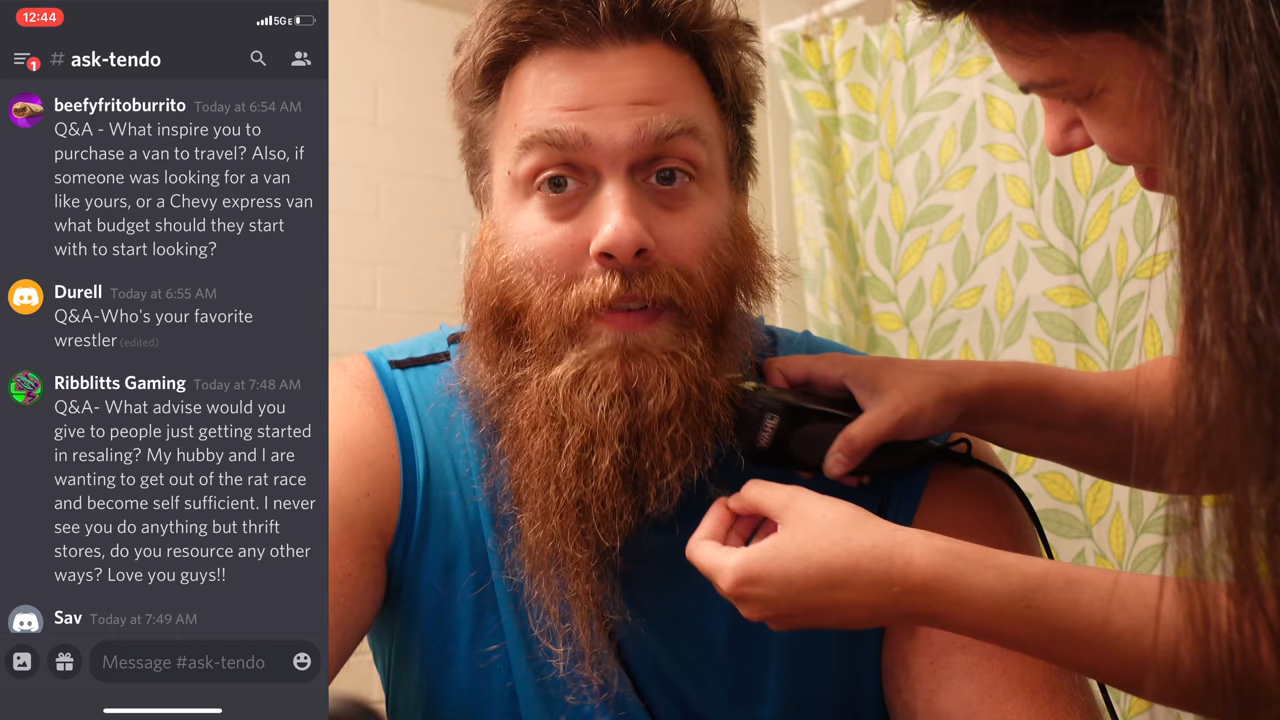 12:44
5GE
1
# ask-tendo
beefyfritoburrito Today at 6:54 AM
Q&A - What inspire you to
purchase a van to travel? Also, if
someone was looking for a van
like yours, or a Chevy express van
what budget should they start
with to start looking?
Durell Today at 6:55 AM
Q&A-Who's your favorite
wrestler (edited)
Ribblitts Gaming Today at 7:48 AM
Q&A- What advise would you
give to people just getting started
in resaling? My hubby and I are
wanting to get out of the rat race
and become self sufficient. I never
see you do anything but thrift
stores, do you resource any other
ways? Love you guys!!
Sav Today at 7:49 AM
Message #ask-tendo
WAHL